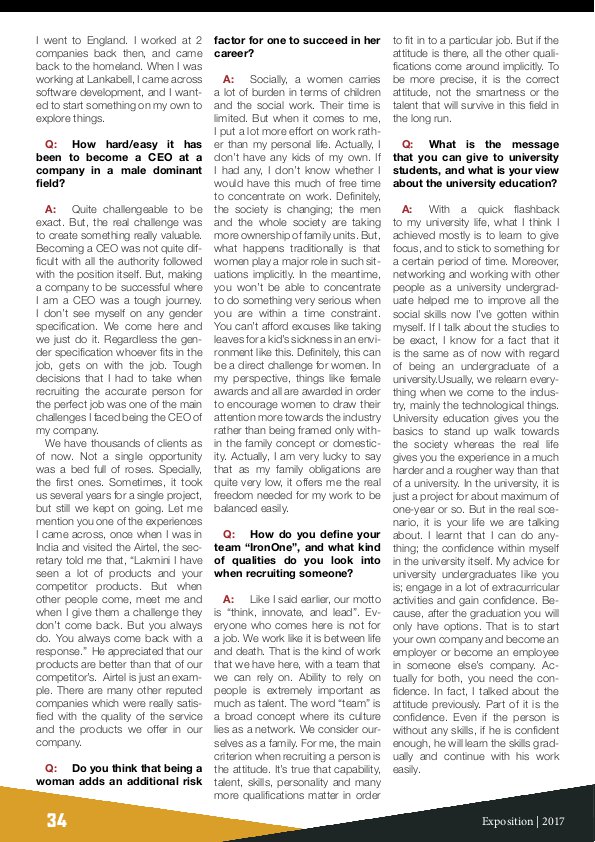 I went to England. I worked at 2
companies back then, and came
back to the homeland. When I was
working at Lankabell, I came across
software development, and I want-
ed to start something on my own to
explore things.
Q: How hard/easy it has
been to become a CEO at a
company in a male dominant
field?
A: Quite challengeable to be
exact. But, the real challenge was
to create something really valuable.
Becoming a CEO was not quite dif-
ficult with all the authority followed
with the position itself. But, making
a company to be successful where
I am a CEO was a tough journey.
I don't see myself on any gender
specification. We come here and
we just do it. Regardless the gen-
der specification whoever fits in the
job, gets on with the job. Tough
decisions that I had to take when
recruiting the accurate person for
the perfect job was one of the main
challenges I faced being the CEO of
my company.
We have thousands of clients as
of now. Not a single opportunity
was a bed full of roses. Specially,
the first ones. Sometimes, it took
us several years for a single project,
but still we kept on going. Let me
mention you one of the experiences
I came across, once when I was in
India and visited the Airtel, the sec-
retary told me that, “Lakmini I have
seen a lot of products and your
competitor products. But when
other people come, meet me and
when I give them a challenge they
don't come back. But you always
do. You always come back with a
response.” He appreciated that our
products are better than that of our
competitor's. Airtel is just an exam-
ple. There are many other reputed
companies which were really satis-
fied with the quality of the service
and the products we offer in our
company.
Q: Do you think that being a
woman adds an additional risk
factor for one to succeed in her
career?
A: Socially, a women carries
a lot of burden in terms of children
and the social work. Their time is
limited. But when it comes to me,
I put a lot more effort on work rath-
er than my personal life. Actually, I
don't have any kids of my own. If
I had any, I don't know whether I
would have this much of free time
to concentrate on work. Definitely,
the society is changing; the men
and the whole society are taking
more ownership of family units. But,
what happens traditionally is that
women play a major role in such sit-
uations implicitly. In the meantime,
you won't be able to concentrate
to do something very serious when
you are within a time constraint.
You can't afford excuses like taking
leaves for a kid's sickness in an envi-
ronment like this. Definitely, this can
be a direct challenge for women. In
my perspective, things like female
awards and all are awarded in order
to encourage women to draw their
attention more towards the industry
rather than being framed only with-
in the family concept or domestic-
ity. Actually, I am very lucky to say
that as my family obligations are
quite very low, it offers me the real
freedom needed for my work to be
balanced easily.
Q: How do you define your
team “IronOne”, and what kind
of qualities do you look into
when recruiting someone?
A: Like I said earlier, our motto
is “think, innovate, and lead”. Ev-
eryone who comes here is not for
a job. We work like it is between life
and death. That is the kind of work
that we have here, with a team that
we can rely on. Ability to rely on
people is extremely important as
much as talent. The word “team” is
a broad concept where its culture
lies as a network. We consider our-
selves as a family. For me, the main
criterion when recruiting a person is
the attitude. It's true that capability,
talent, skills, personality and many
more qualifications matter in order
to fit in to a particular job. But if the
attitude is there, all the other quali-
fications come around implicitly. To
be more precise, it is the correct
attitude, not the smartness or the
talent that will survive in this field in
the long run.
Q: What is the message
that you can give to university
students, and what is your view
about the university education?
A: With a quick flashback
to my university life, what I think I
achieved mostly is to learn to give
focus, and to stick to something for
a certain period of time. Moreover,
networking and working with other
people as a university undergrad-
uate helped me to improve all the
social skills now I've gotten within
myself. If I talk about the studies to
be exact, I know for a fact that it
is the same as of now with regard
of being an undergraduate of a
university.Usually, we relearn every-
thing when we come to the indus-
try, mainly the technological things.
University education gives you the
basics to stand up walk towards
the society whereas the real life
gives you the experience in a much
harder and a rougher way than that
of a university. In the university, it is
just a project for about maximum of
one-year or so. But in the real sce-
nario, it is your life we are talking
about. I learnt that I can do any-
thing; the confidence within myself
in the university itself. My advice for
university undergraduates like you
is; engage in a lot of extracurricular
activities and gain confidence. Be-
cause, after the graduation you will
only have options. That is to start
your own company and become an
employer or become an employee
in someone else's company. Ac-
tually for both, you need the con-
fidence. In fact, I talked about the
attitude previously. Part of it is the
confidence. Even if the person is
without any skills, if he is confident
enough, he will learn the skills grad-
ually and continue with his work
easily.
34
Exposition | 2017